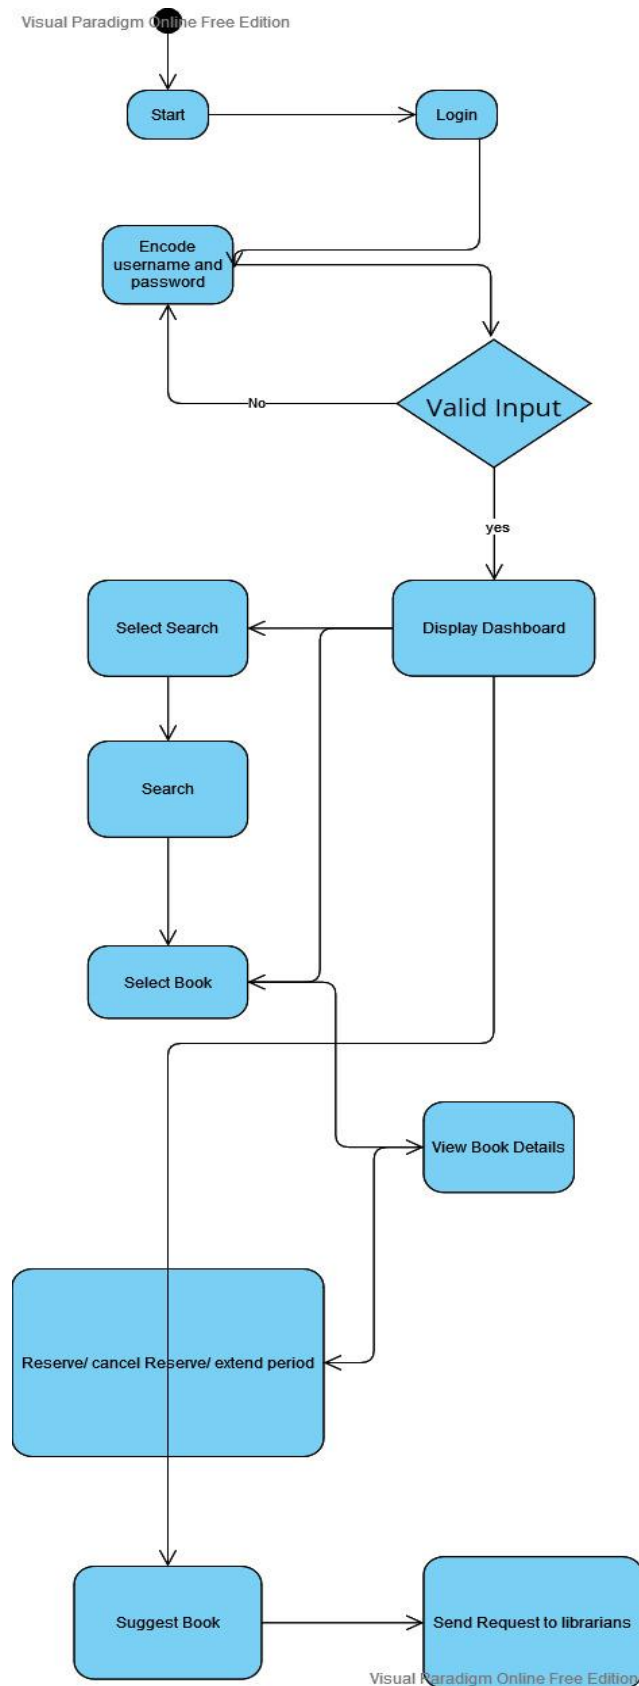 Visual Paradigm Online Free Edition
Start
Login
Encode
username and
password
Valid Input
No
yes
Select Search
Display Dashboard
Search
Select Book
View Book Details
Reserve/ cancel Reserve/ extend period
Suggest Book
Send Request to librarians
Visual Paradigm Online Free Edition